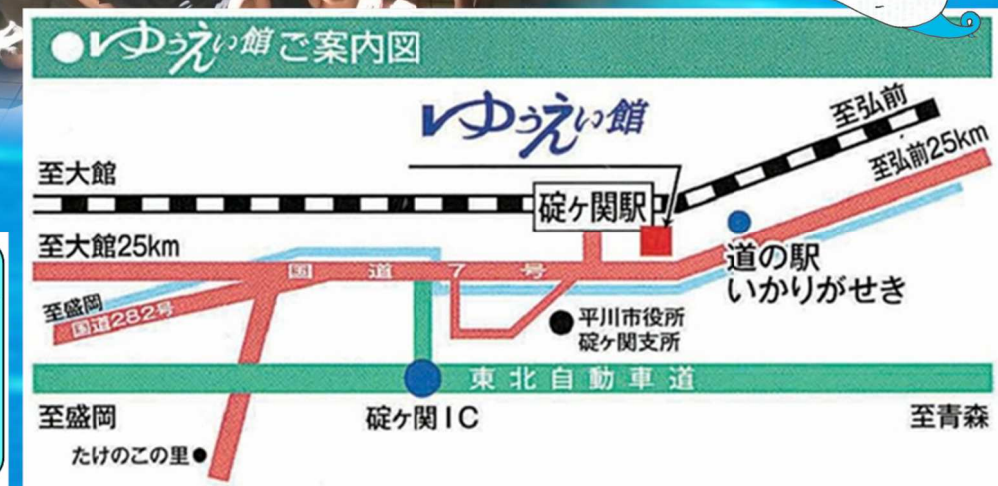 ●ゆうえい館ご案内図
ゆうえい館
至弘前
至弘前25km
至大館
碇ヶ関駅
至大館25km
国道7号
道の駅
いかりがせき
至盛岡
国道282号
平川市役所
碇ヶ関支所
東北自動車道
至盛岡
碇ヶ関IC
至青森
たけのこの里